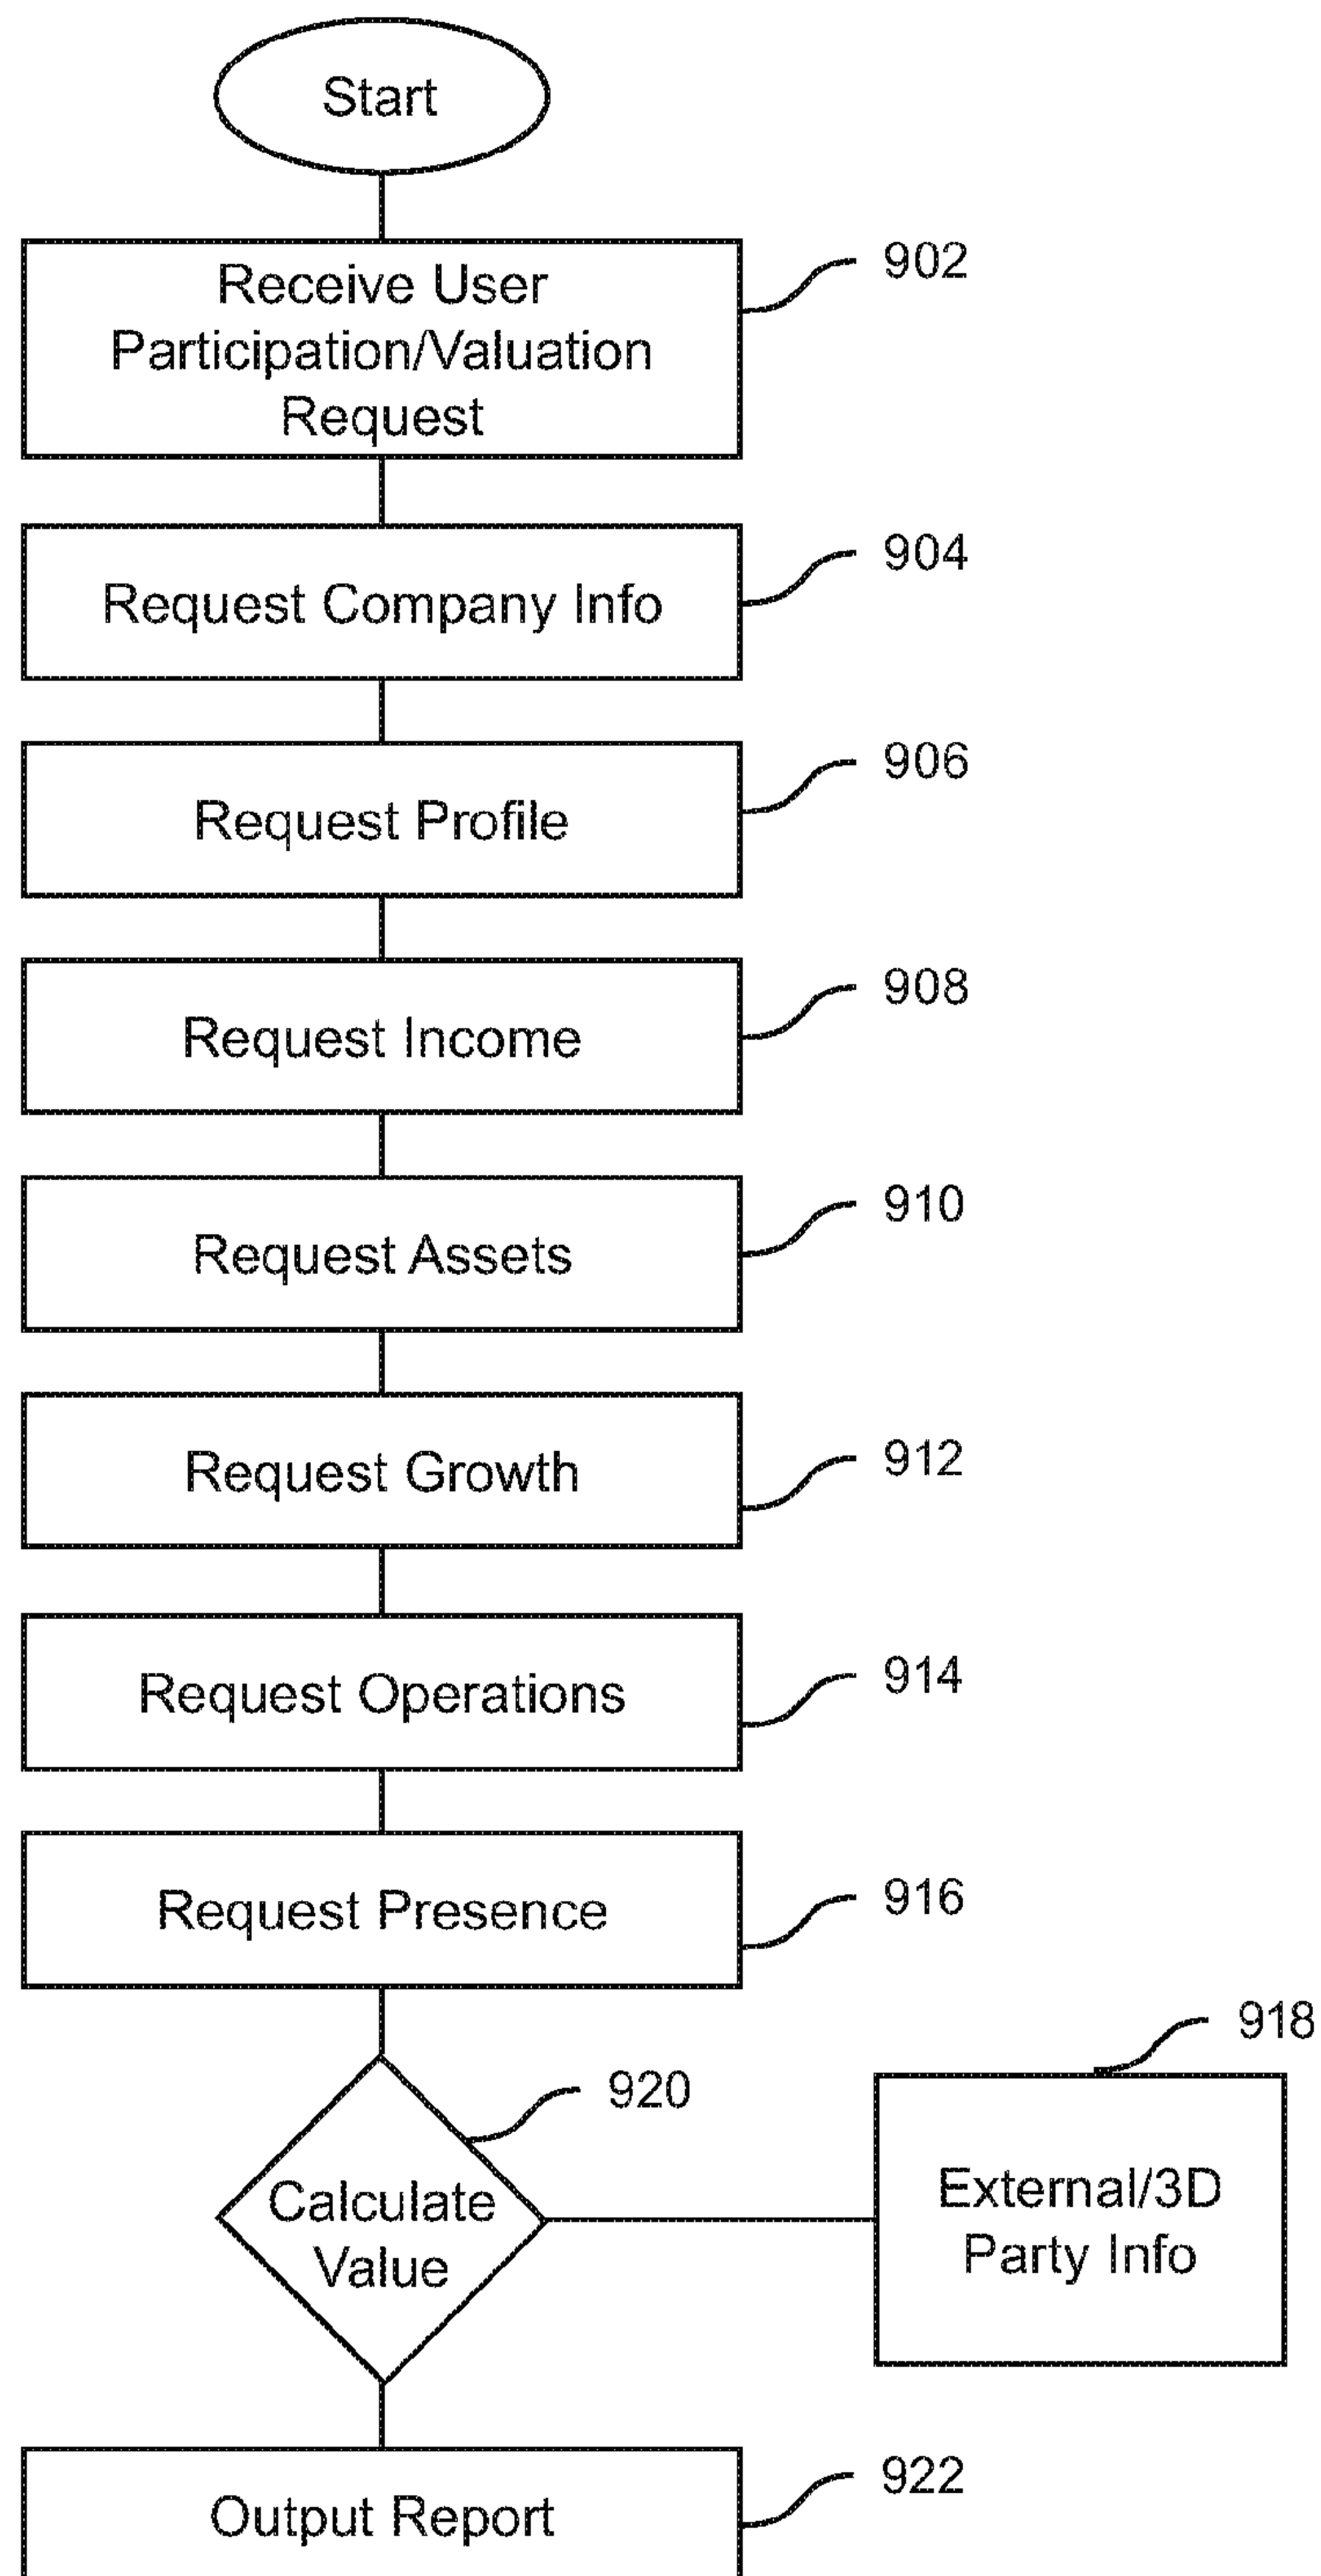 Start
Receive User
Participation/Valuation
Request
902
Request Company Info
904
Request Profile
906
Request Income
908
Request Assets
910
Request Growth
912
Request Operations
914
Request Presence
916
918
920
Calculate
Value
External/3D
Party Info
Output Report
922